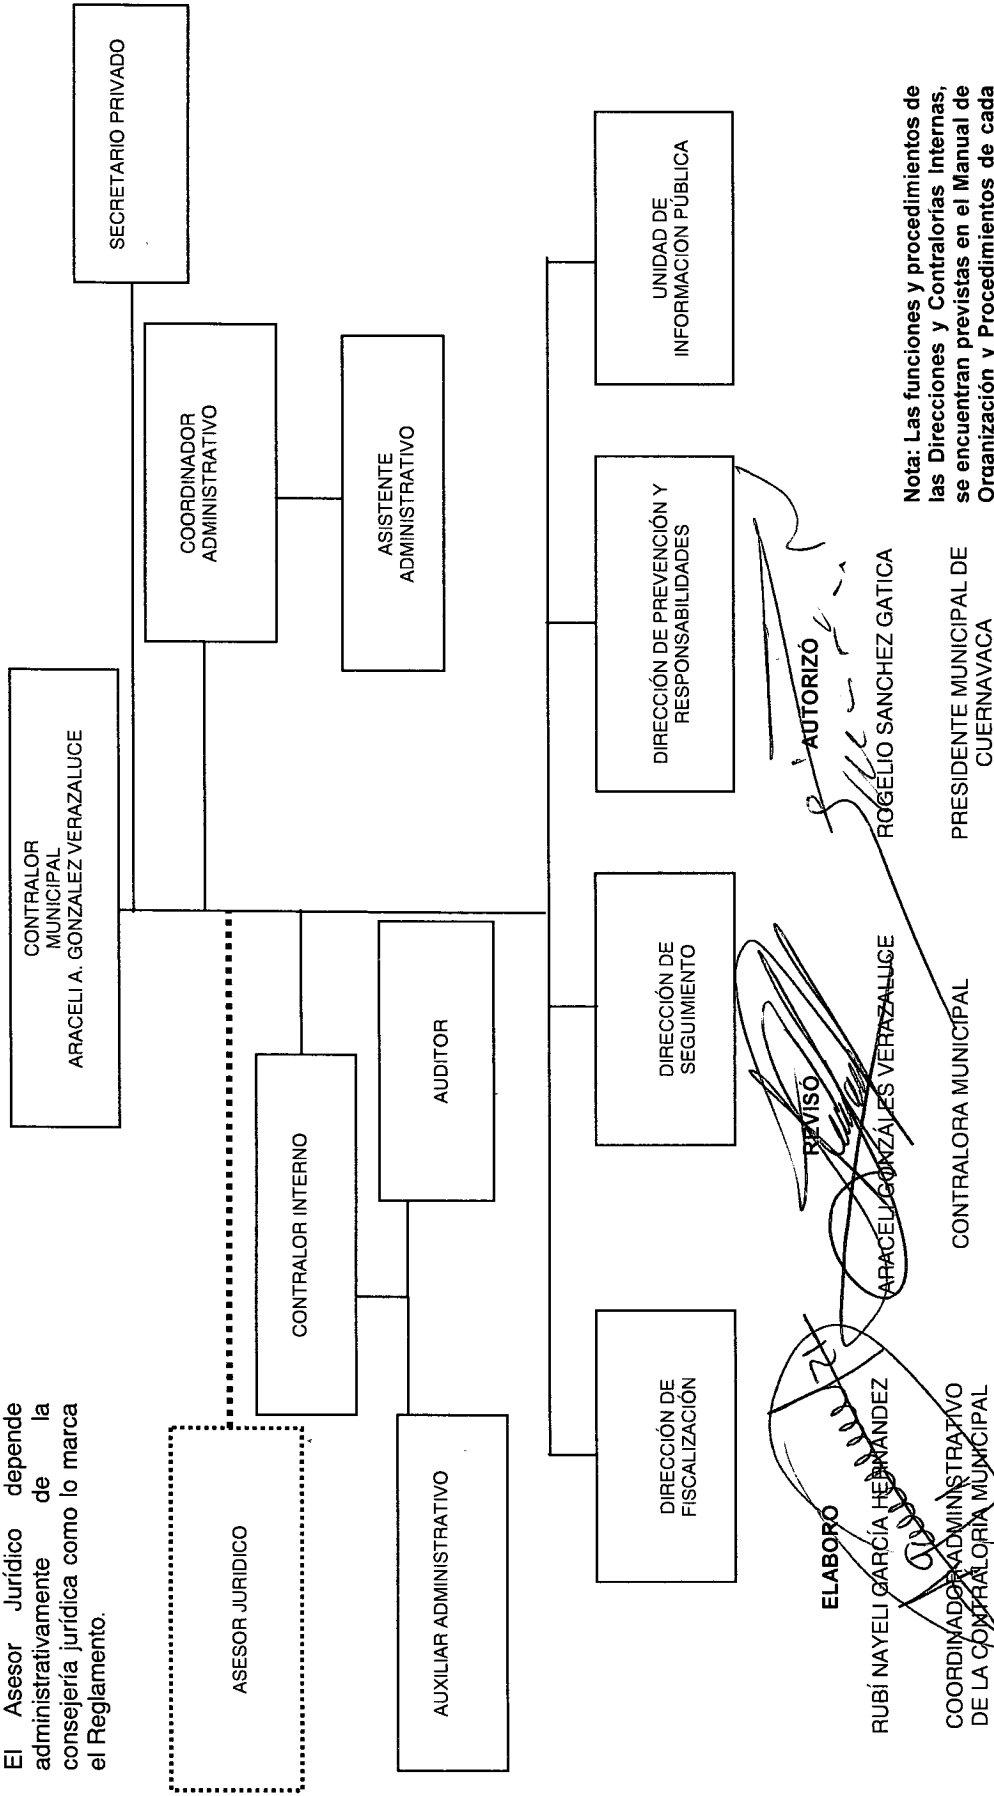 El Asesor Jurídico depende
administrativamente de la
consejería jurídica como lo marca
el Reglamento.
CONTRALOR
MUNICIPAL
ARACELI A. GONZALEZ VERAZALUCE
SECRETARIO PRIVADO
COORDINADOR
ADMINISTRATIVO
ASISTENTE
ADMINISTRATIVO
ASESOR JURIDICO
CONTRALOR INTERNO
AUXILIAR ADMINISTRATIVO
AUDITOR
DIRECCIÓN DE
FISCALIZACIÓN
DIRECCIÓN DE
SEGUIMIENTO
DIRECCIÓN DE PREVENCIÓN Y
RESPONSABILIDADES
UNIDAD DE
INFORMACION PÚBLICA
ELABORO
RUBÍ NAYELI GARCÍA HERNANDEZ
COORDINADOR ADMINISTRATIVO
DE LA CONTRALORIA MUNICIPAL
REVISÓ
ARACELI GONZÁLES VERAZALUCE
CONTRALORA MUNICIPAL
AUTORIZÓ
ROGELIO SANCHEZ GATICA
PRESIDENTE MUNICIPAL DE
CUERNAVACA
Nota: Las funciones y procedimientos de
las Direcciones y Contralorías Internas,
se encuentran previstas en el Manual de
Organización y Procedimientos de cada